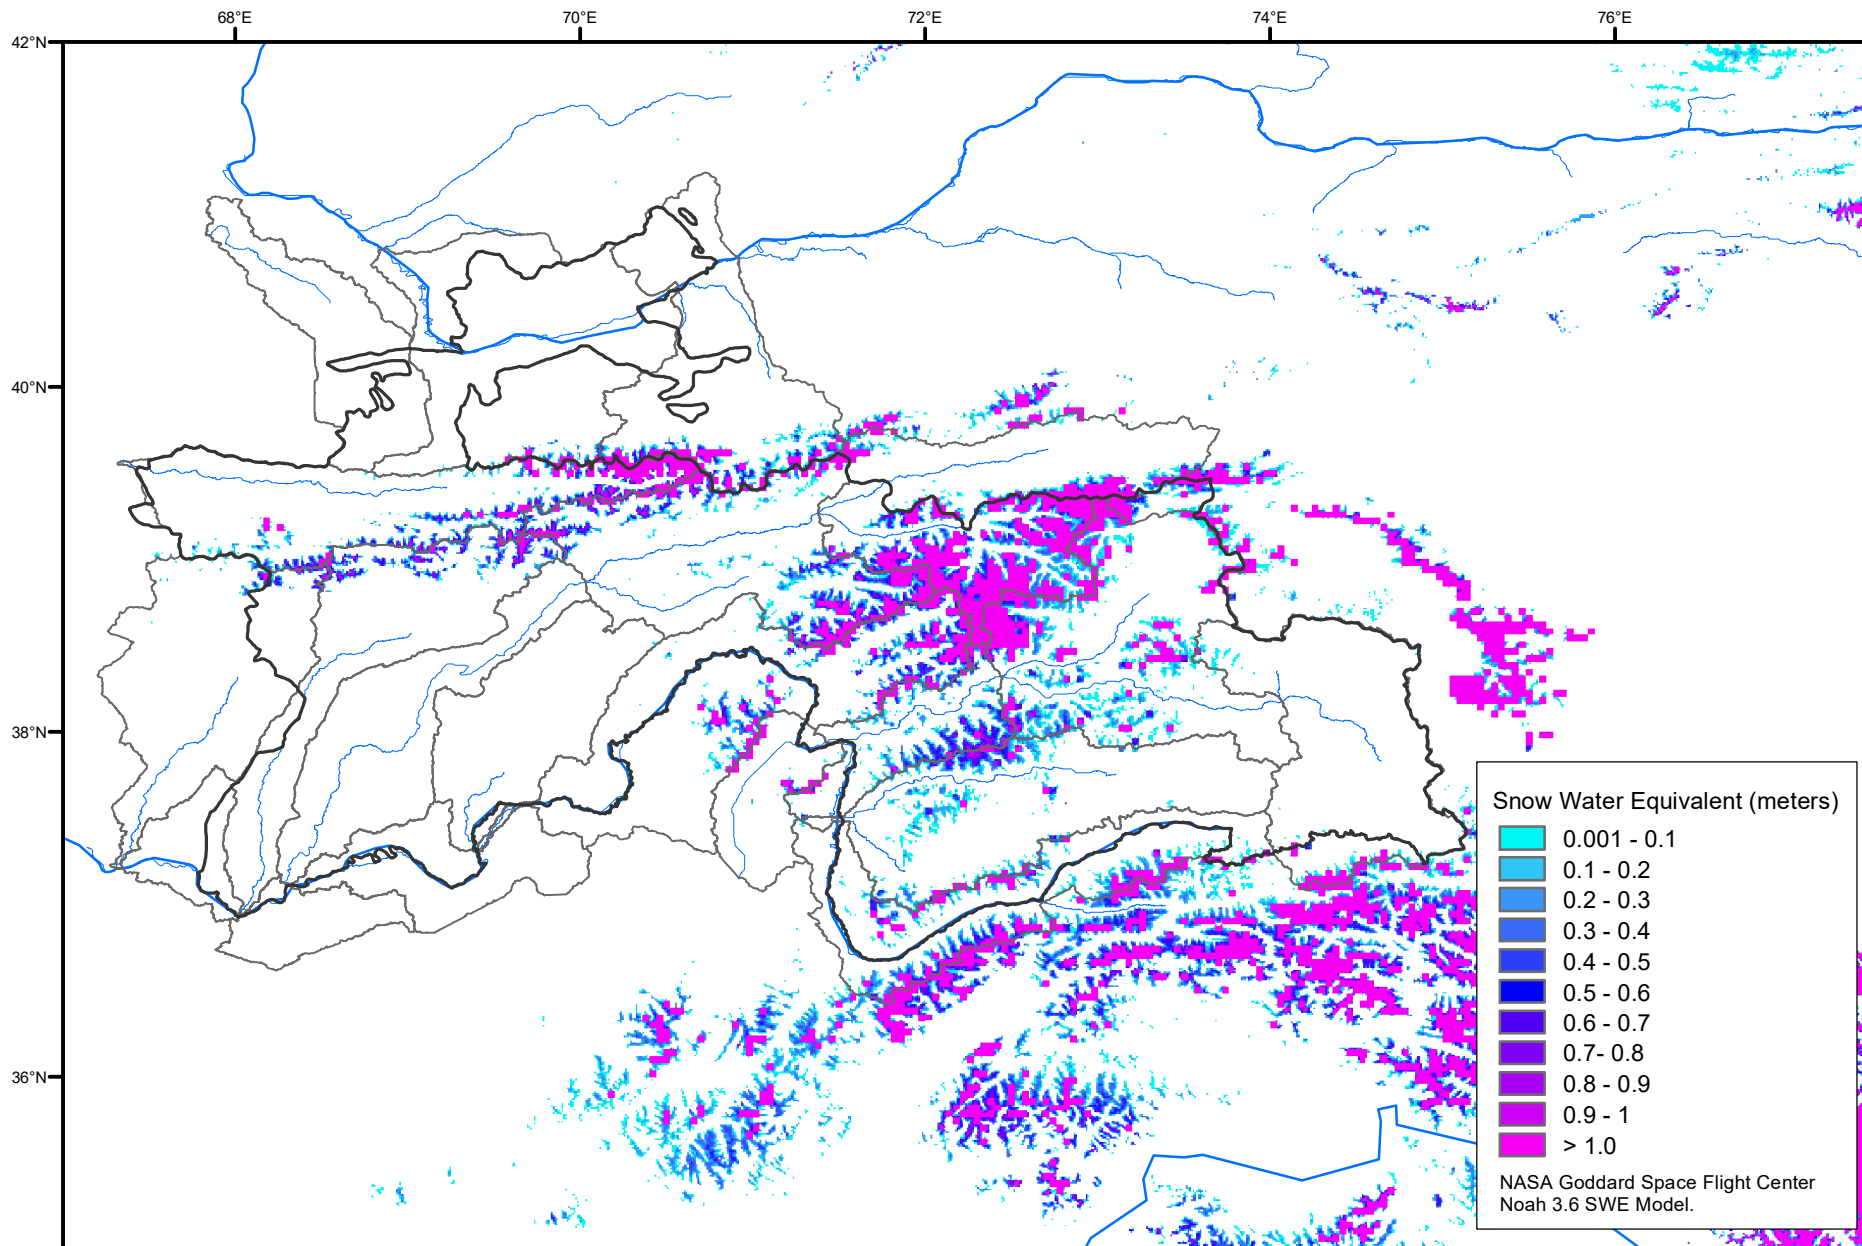 68°E 70°E 72°E 74°E 76°E
42°N
40°N
38°N
36°N
Snow Water Equivalent (meters)
0.001 - 0.1
0.1 - 0.2
0.2 - 0.3
0.3 - 0.4
0.4 - 0.5
0.5 - 0.6
0.6 - 0.7
0.7- 0.8
0.8 - 0.9
0.9 - 1
> 1.0
NASA Goddard Space Flight Center
Noah 3.6 SWE Model.